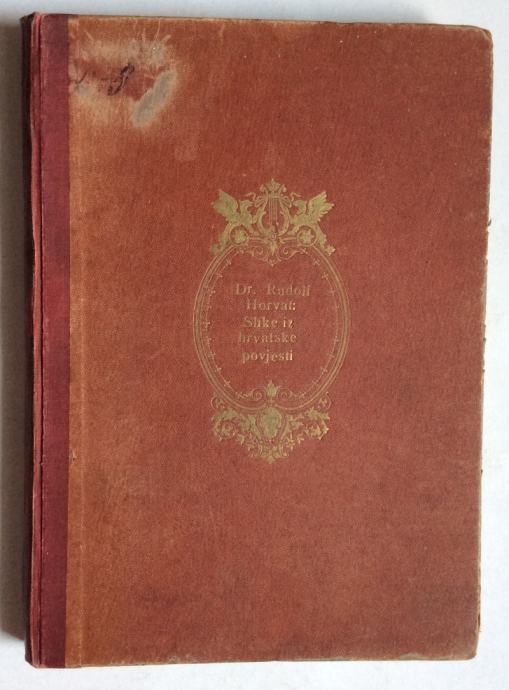 Dr. Rudolf
Horvat:
Slike iz
hrvatske
povjesti